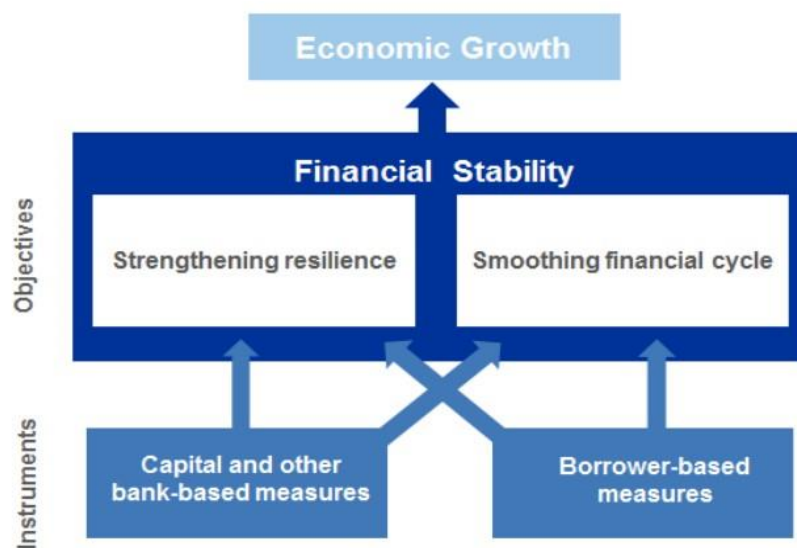 Economic Growth
Financial Stability
Objectives
Strengthening resilience
Smoothing financial cycle
Instruments
Capital and other
bank-based measures
Borrower-based
measures